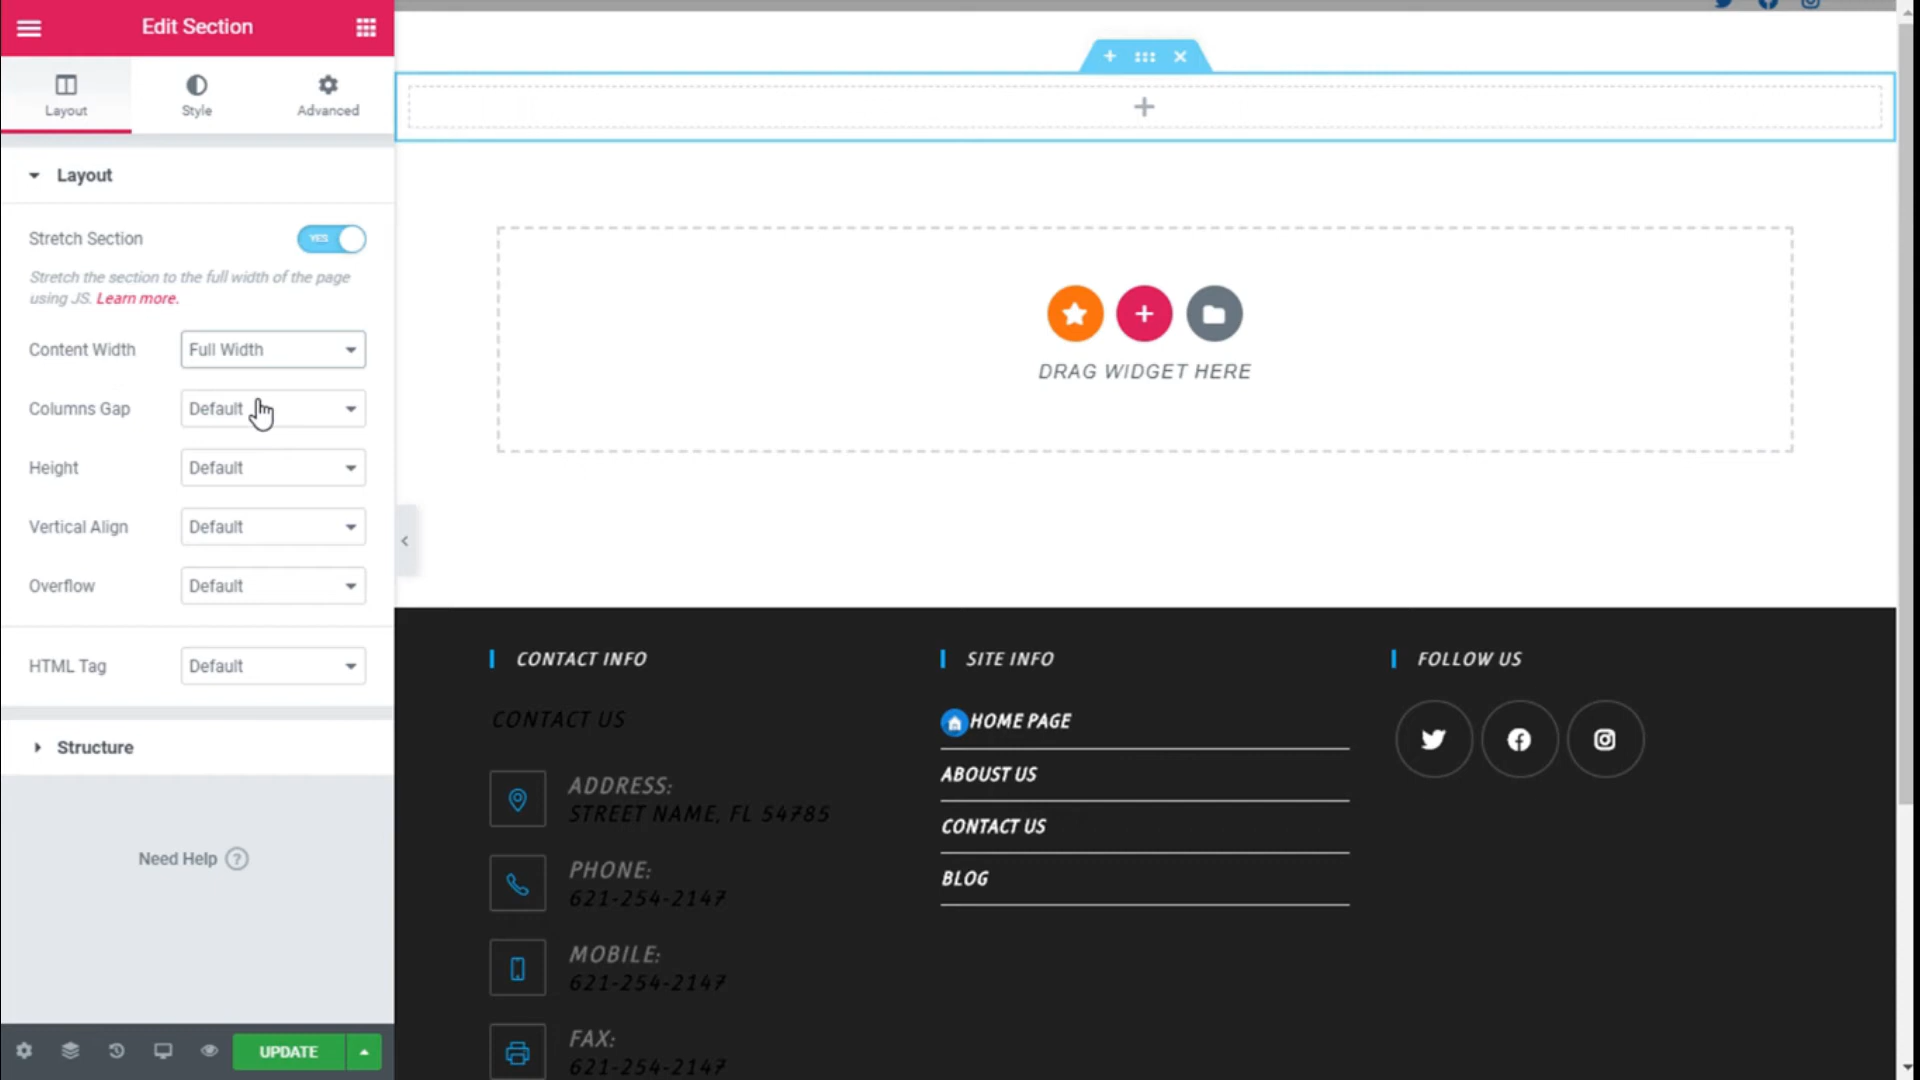 Edit Section
Layout
Style
Advanced
Layout
Stretch Section
YES
Stretch the section to the full width of the page
using JS. Learn more.
Content Width
Full Width
Columns Gap
Default
Height
Default
Vertical Align
Default
Overflow
Default
HTML Tag
Default
Structure
Need Help
UPDATE
DRAG WIDGET HERE
CONTACT INFO
CONTACT US
ADDRESS:
STREET NAME, FL 54785
PHONE:
621-254-2147
MOBILE:
621-254-2147
FAX:
621-254-2147
SITE INFO
HOME PAGE
ABOUST US
CONTACT US
BLOG
FOLLOW US